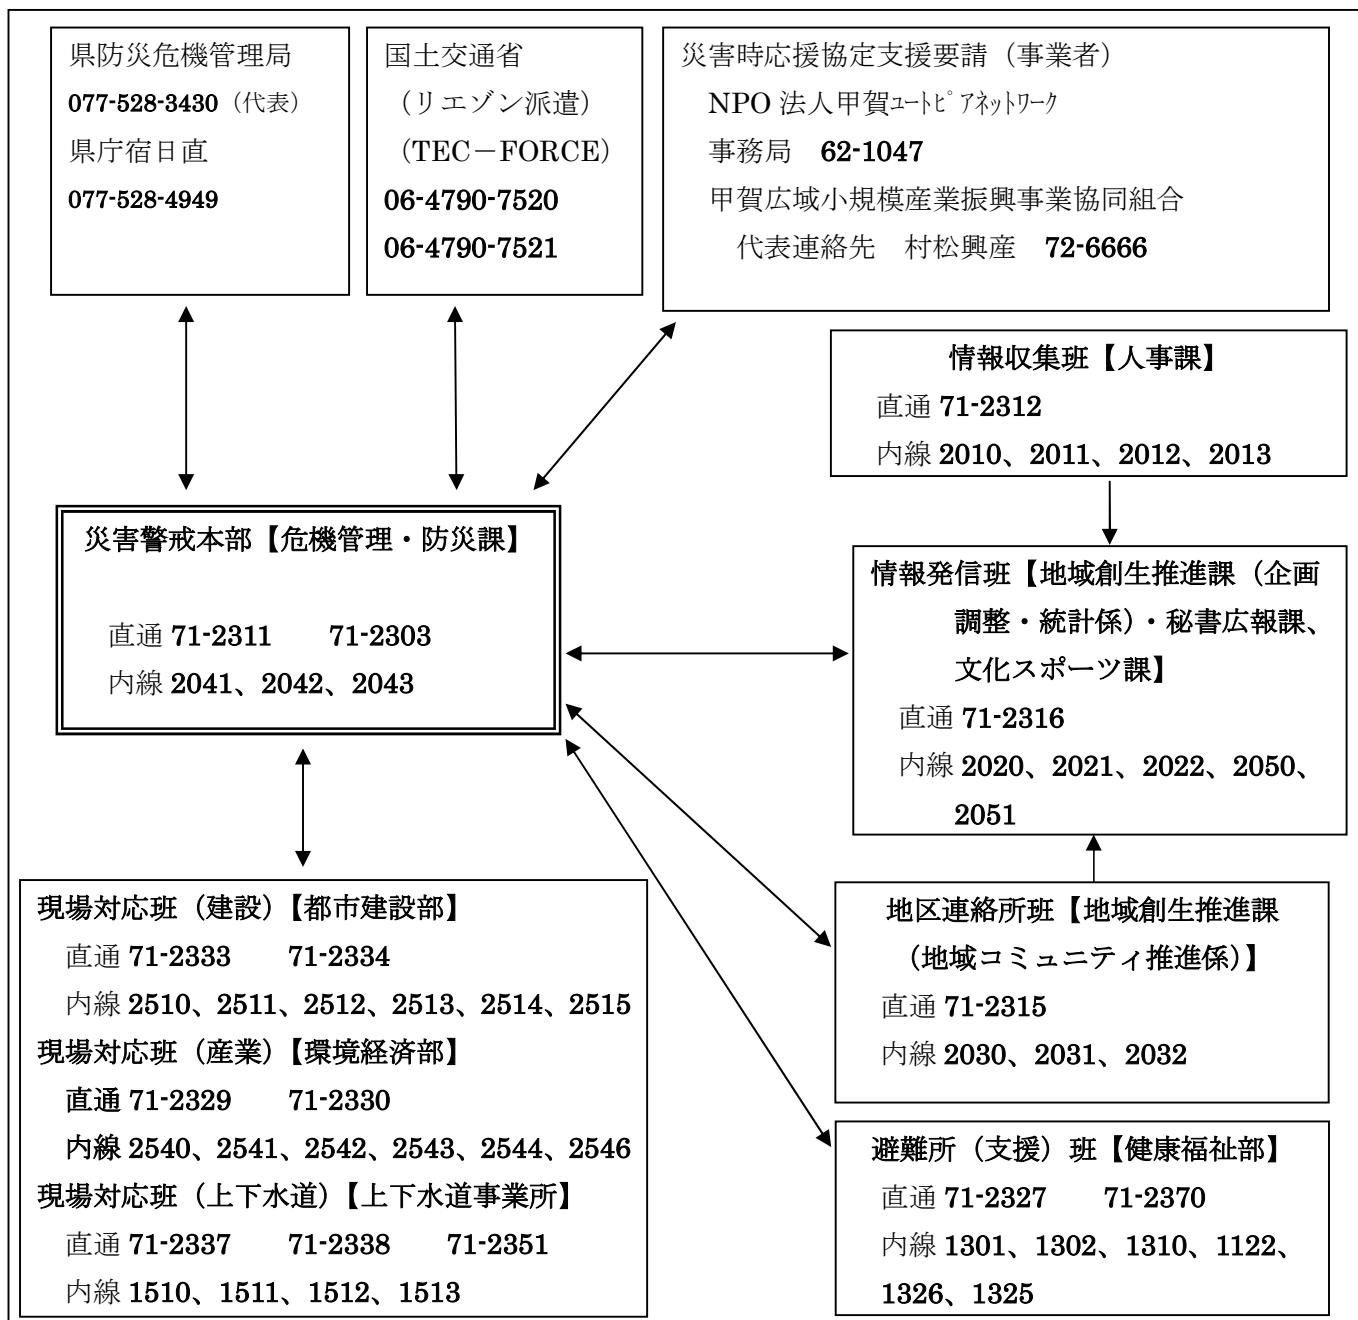 県防災危機管理局
077-528-3430（代表）
県庁宿日直
077-528-4949
国土交通省
（リエゾン派遣）
（TEC－FORCE）
06-4790-7520
06-4790-7521
災害時応援協定支援要請（事業者）
NPO 法人甲賀ﾕｰﾄﾋﾟｱﾈｯﾄﾜｰｸ
事務局　62-1047
甲賀広域小規模産業振興事業協同組合
代表連絡先　村松興産　72-6666
情報収集班【人事課】
直通 71-2312
内線 2010、2011、2012、2013
災害警戒本部【危機管理・防災課】
直通 71-2311　　71-2303
内線 2041、2042、2043
情報発信班【地域創生推進課（企画
調整・統計係）・秘書広報課、
文化スポーツ課】
直通 71-2316
内線 2020、2021、2022、2050、
2051
現場対応班（建設）【都市建設部】
直通 71-2333　　71-2334
内線 2510、2511、2512、2513、2514、2515
現場対応班（産業）【環境経済部】
直通 71-2329　　71-2330
内線 2540、2541、2542、2543、2544、2546
現場対応班（上下水道）【上下水道事業所】
直通 71-2337　　71-2338　　71-2351
内線 1510、1511、1512、1513
地区連絡所班【地域創生推進課
（地域コミュニティ推進係）】
直通 71-2315
内線 2030、2031、2032
避難所（支援）班【健康福祉部】
直通 71-2327　　71-2370
内線 1301、1302、1310、1122、
1326、1325